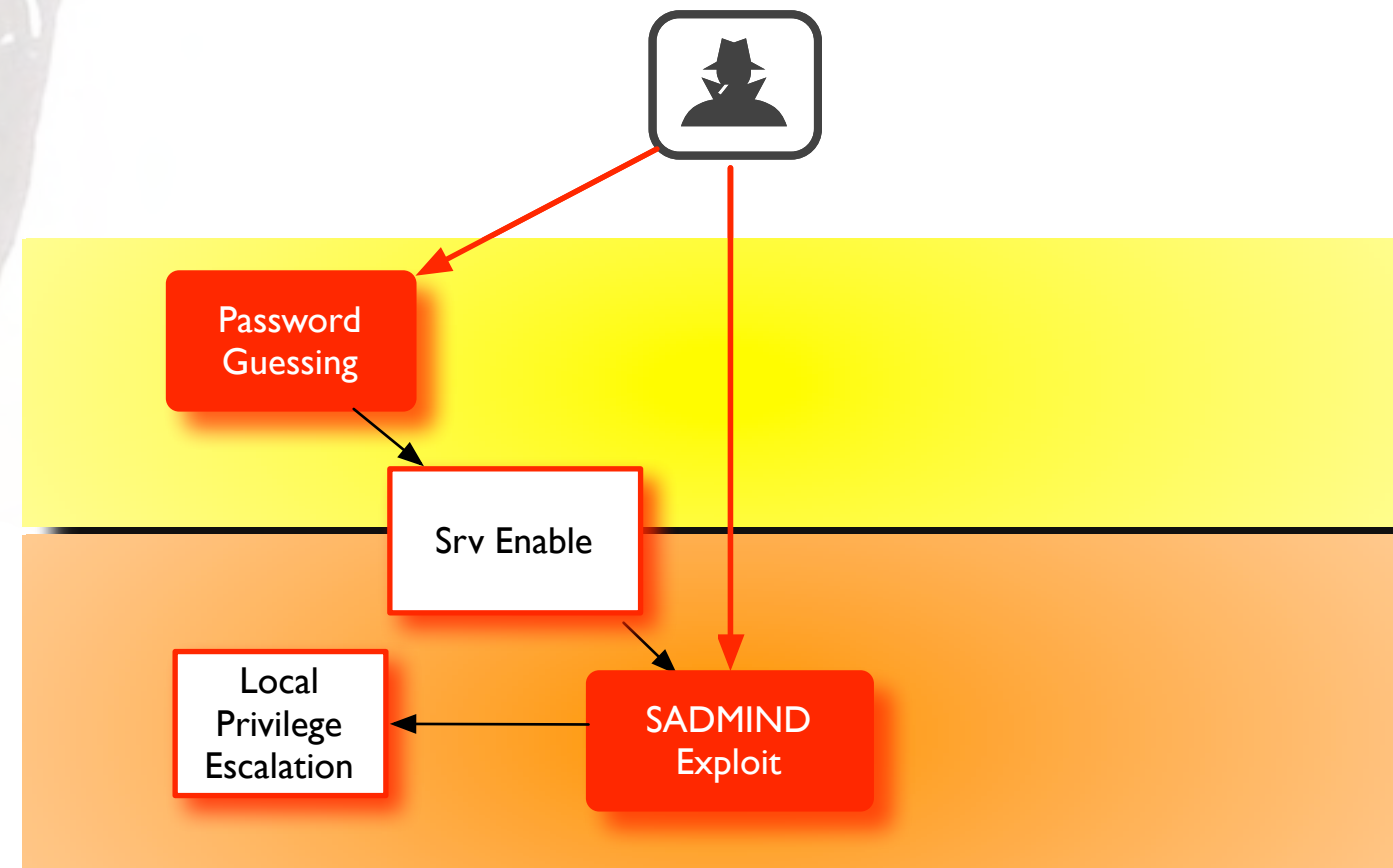 Password
Guessing
Srv Enable
Local
Privilege
Escalation
SADMIND
Exploit